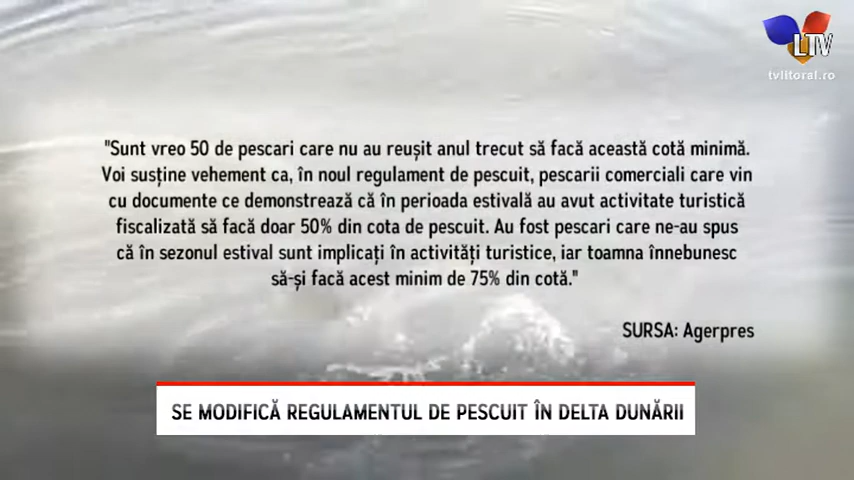 LTV
tvlitoral.ro
"Sunt vreo 50 de pescari care nu au reușit anul trecut să facă această cotă minimă.
Voi susține vehement ca, în noul regulament de pescuit, pescarii comerciali care vin
cu documente ce demonstrează că în perioada estivală au avut activitate turistică
fiscalizată să facă doar 50% din cota de pescuit. Au fost pescari care ne-au spus
că în sezonul estival sunt implicați în activități turistice, iar toamna înnebunesc
să-și facă acest minim de 75% din cotă."
SURSA: Agerpres
SE MODIFICĂ REGULAMENTUL DE PESCUIT ÎN DELTA DUNĂRII